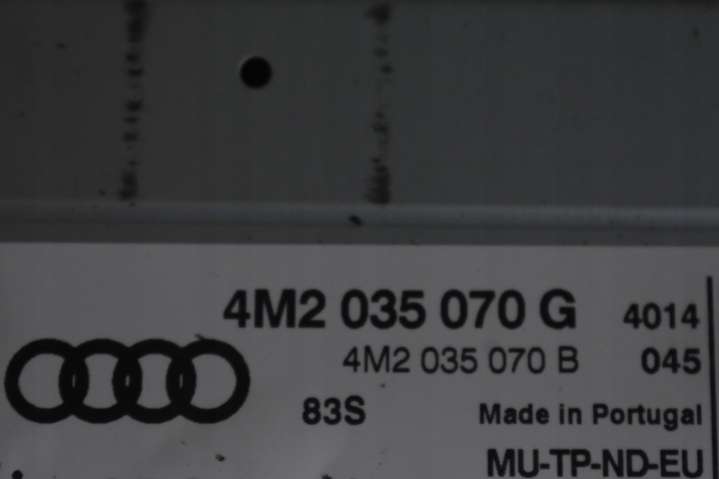 4M2 035 070 G 4014
4M2 035 070 B 045
83S Made in Portugal
MU-TP-ND-EU